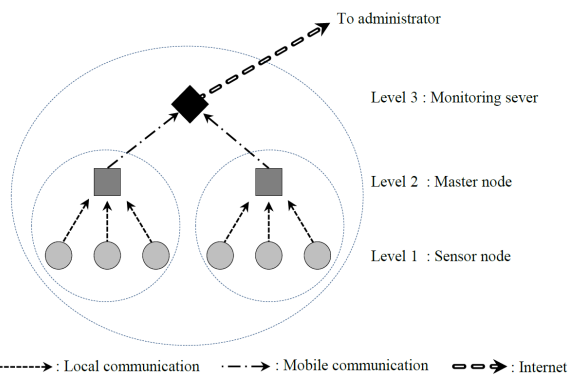 To administrator
Level 3 : Monitoring sever
Level 2 : Master node
Level 1 : Sensor node
: Local communication : Mobile communication : Internet